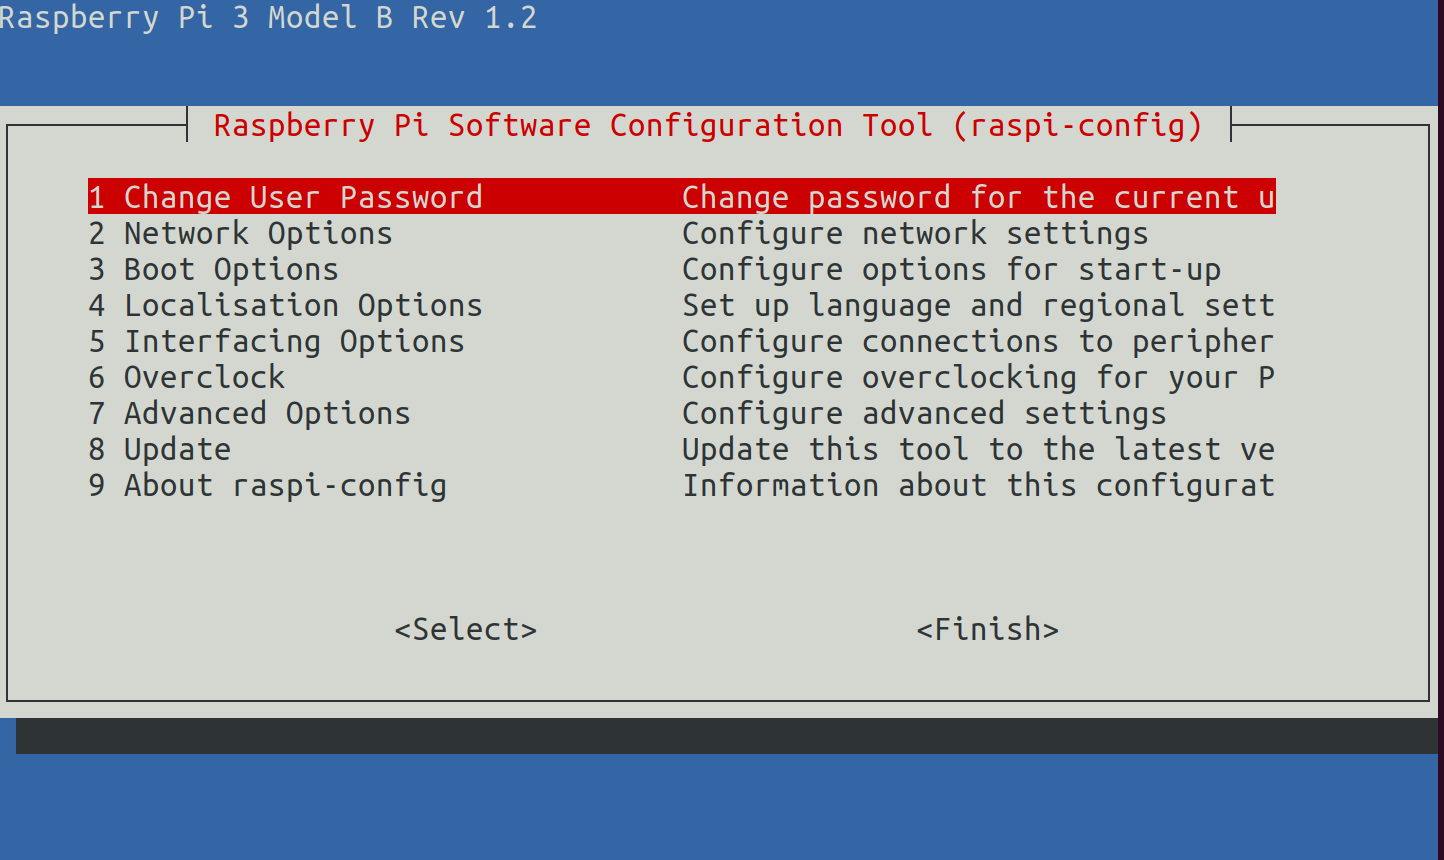 Raspberry Pi 3 Model B Rev 1.2
Raspberry Pi Software Configuration Tool (raspi-config)
1 Change User Password Change password for the current u
2 Network Options Configure network settings
3 Boot Options Configure options for start-up
4 Localisation Options Set up language and regional sett
5 Interfacing Options Configure connections to peripher
6 Overclock Configure overclocking for your P
7 Advanced Options Configure advanced settings
8 Update Update this tool to the latest ve
9 About raspi-config Information about this configurat
<Select> <Finish>